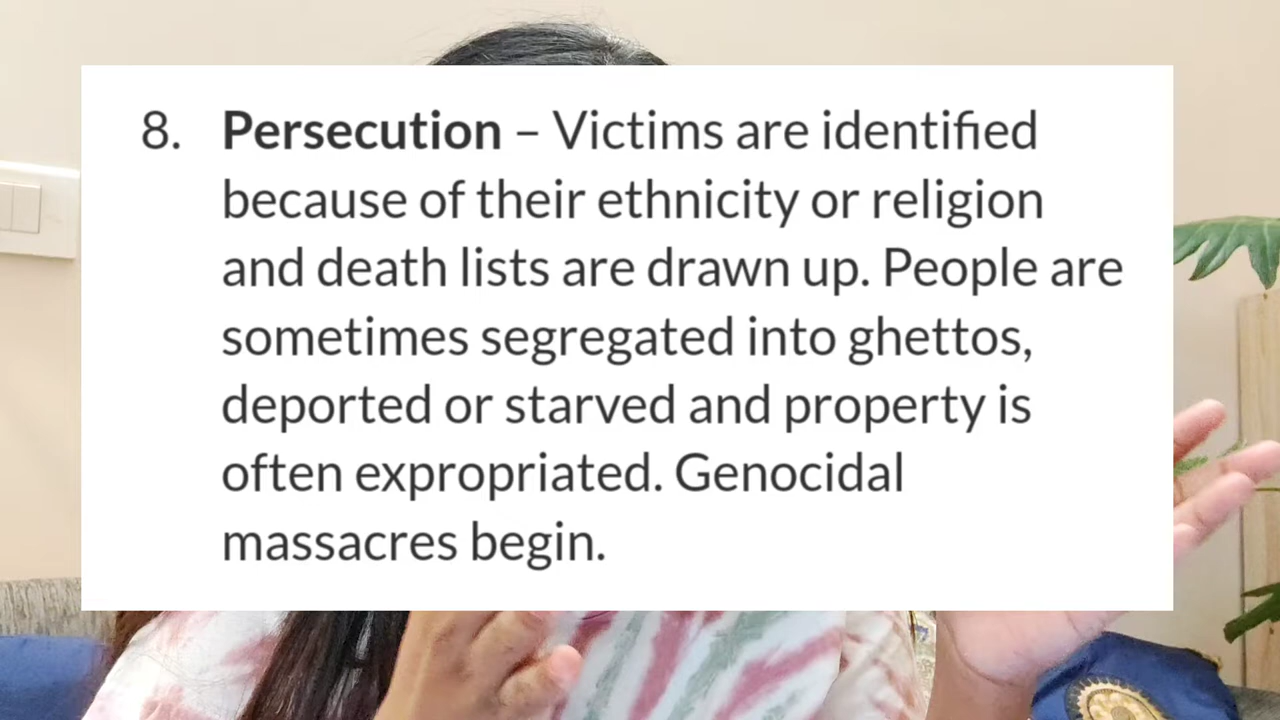 8. Persecution – Victims are identified
because of their ethnicity or religion
and death lists are drawn up. People are
sometimes segregated into ghettos,
deported or starved and property is
often expropriated. Genocidal
massacres begin.